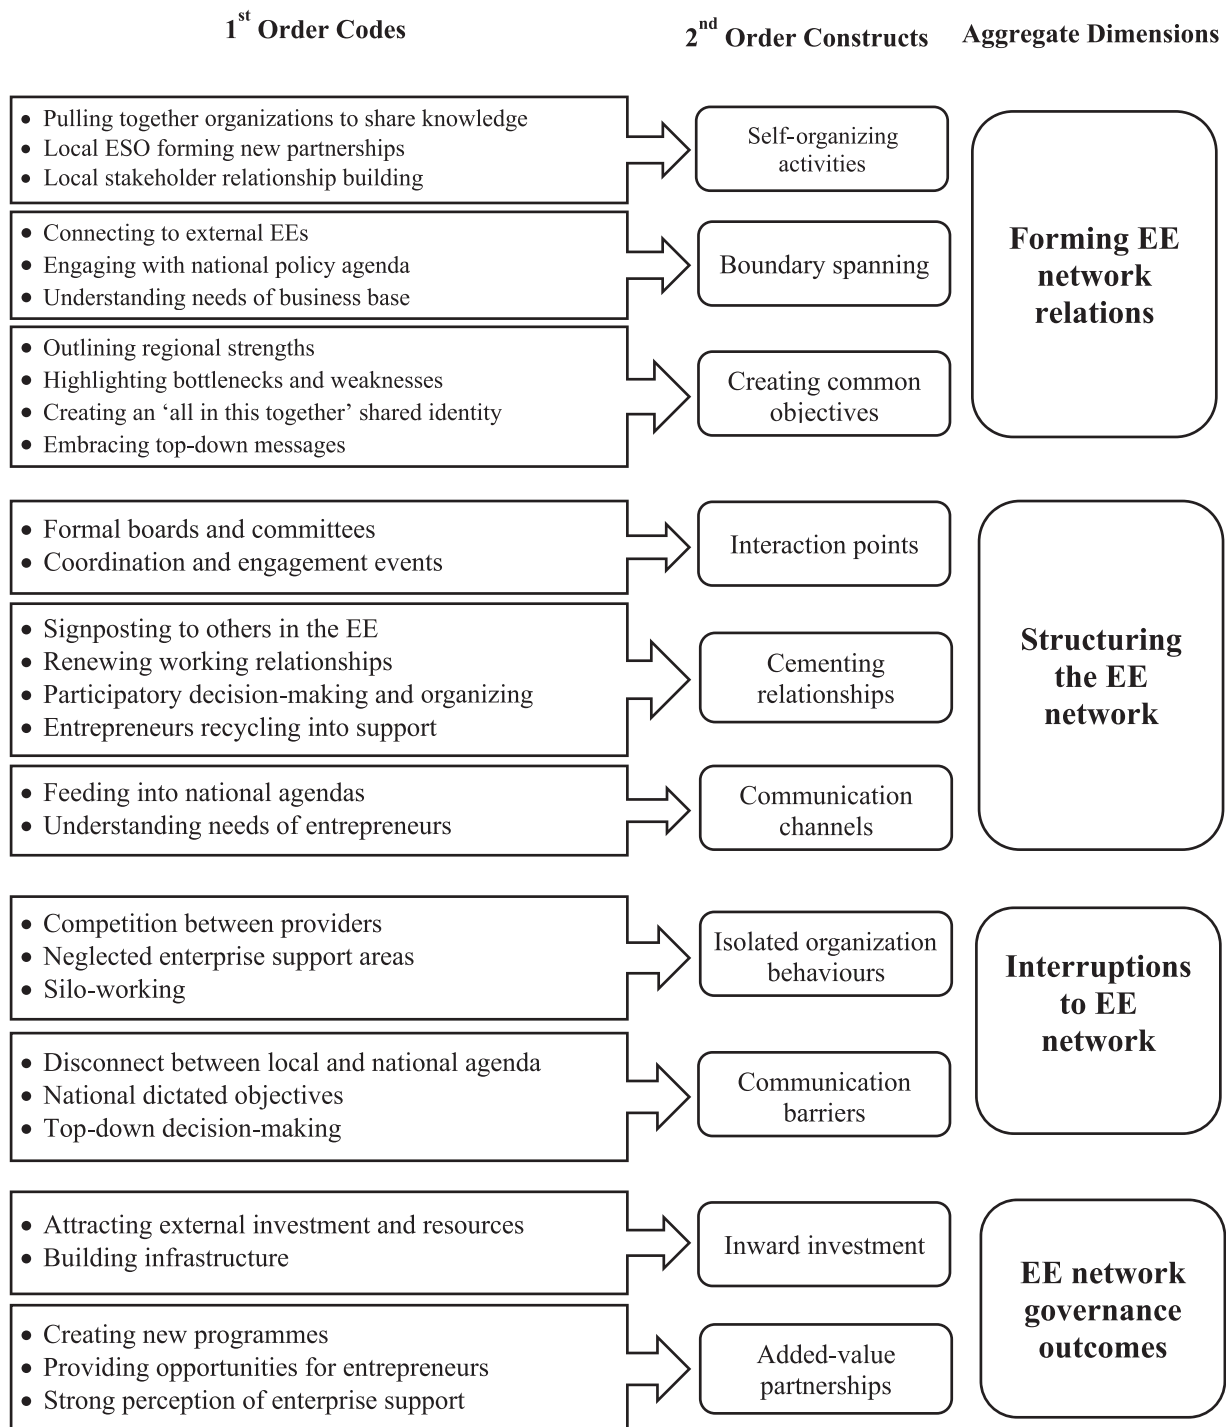 1st Order Codes
2nd Order Constructs
Aggregate Dimensions
• Pulling together organizations to share knowledge
• Local ESO forming new partnerships
• Local stakeholder relationship building
Self-organizing
activities
• Connecting to external EEs
• Engaging with national policy agenda
• Understanding needs of business base
Boundary spanning
• Outlining regional strengths
• Highlighting bottlenecks and weaknesses
• Creating an ‘all in this together’ shared identity
• Embracing top-down messages
Creating common
objectives
Forming EE
network
relations
• Formal boards and committees
• Coordination and engagement events
Interaction points
• Signposting to others in the EE
• Renewing working relationships
• Participatory decision-making and organizing
• Entrepreneurs recycling into support
Cementing
relationships
• Feeding into national agendas
• Understanding needs of entrepreneurs
Communication
channels
Structuring
the EE
network
• Competition between providers
• Neglected enterprise support areas
• Silo-working
Isolated organization
behaviours
• Disconnect between local and national agenda
• National dictated objectives
• Top-down decision-making
Communication
barriers
Interruptions
to EE
network
• Attracting external investment and resources
• Building infrastructure
Inward investment
• Creating new programmes
• Providing opportunities for entrepreneurs
• Strong perception of enterprise support
Added-value
partnerships
EE network
governance
outcomes